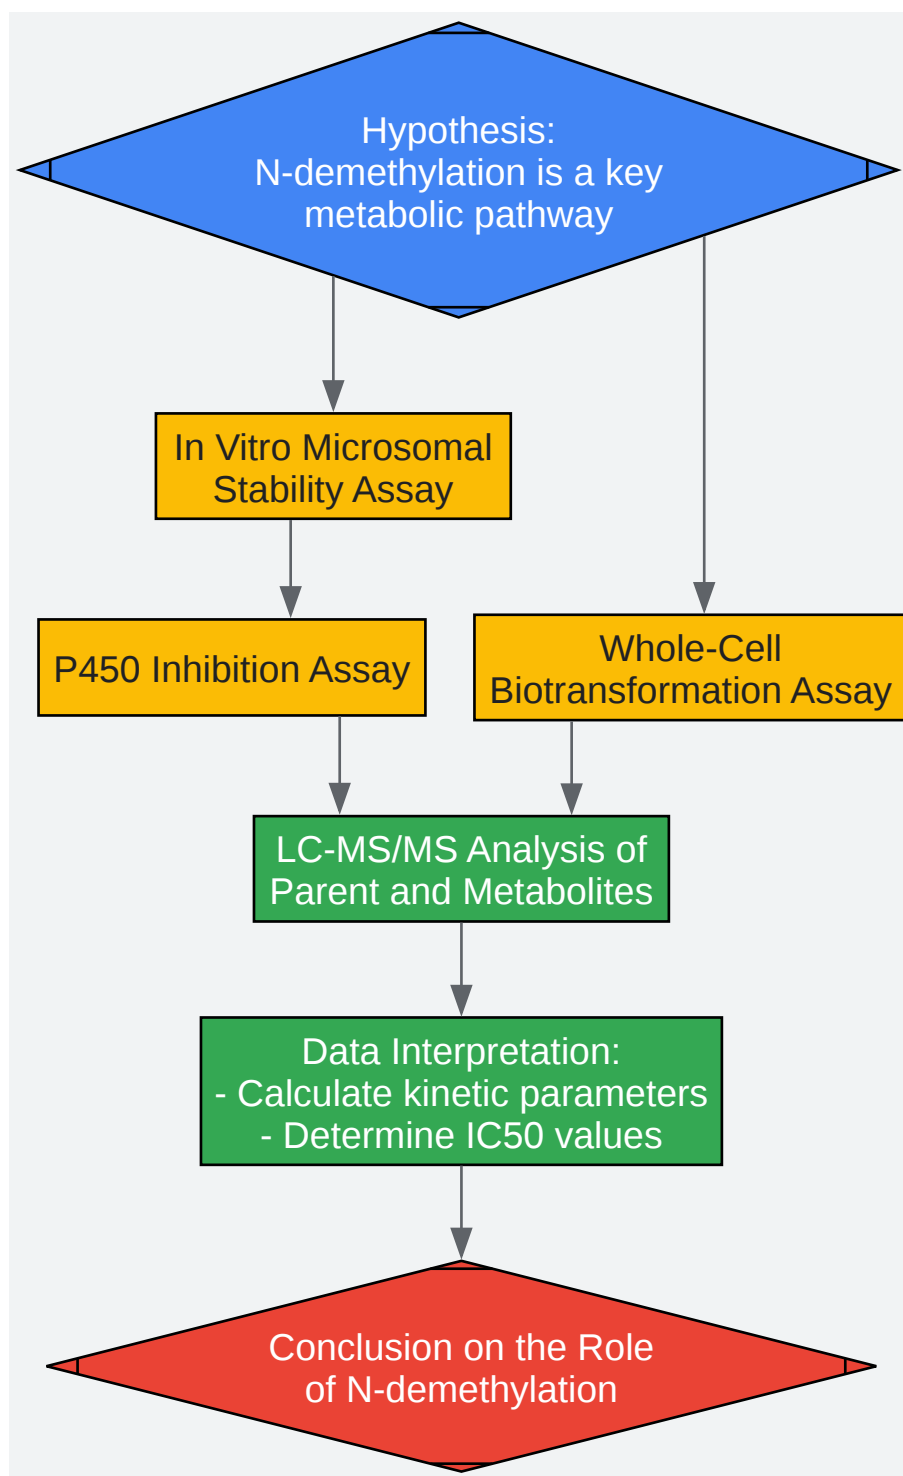 Hypothesis:
N-demethylation is a key
metabolic pathway
In Vitro Microsomal
Stability Assay
P450 Inhibition Assay
Whole-Cell
Biotransformation Assay
LC-MS/MS Analysis of
Parent and Metabolites
Data Interpretation:
- Calculate kinetic parameters
- Determine IC50 values
Conclusion on the Role
of N-demethylation